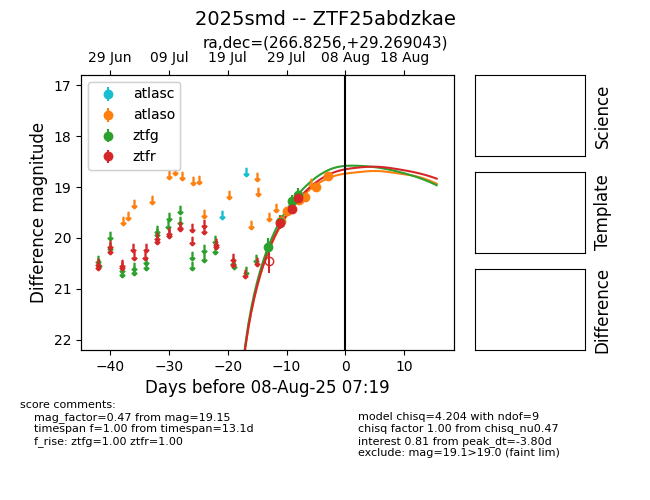 2025smd -- ZTF25abdzkae
ra,dec=(266.8256,+29.269043)
29 Jun 09 Jul 19 Jul 29 Jul 08 Aug 18 Aug
17
18
19
20
21
22
Difference magnitude
atlasc
atlaso
ztfg
ztfr
−40 −30 −20 −10 0 10
Days before 08-Aug-25 07:19
Science
Template
Difference
score comments:
mag_factor=0.47 from mag=19.15
timespan f=1.00 from timespan=13.1d
f_rise: ztfg=1.00 ztfr=1.00
model chisq=4.204 with ndof=9
chisq factor 1.00 from chisq_nu0.47
interest 0.81 from peak_dt=-3.80d
exclude: mag=19.1>19.0 (faint lim)